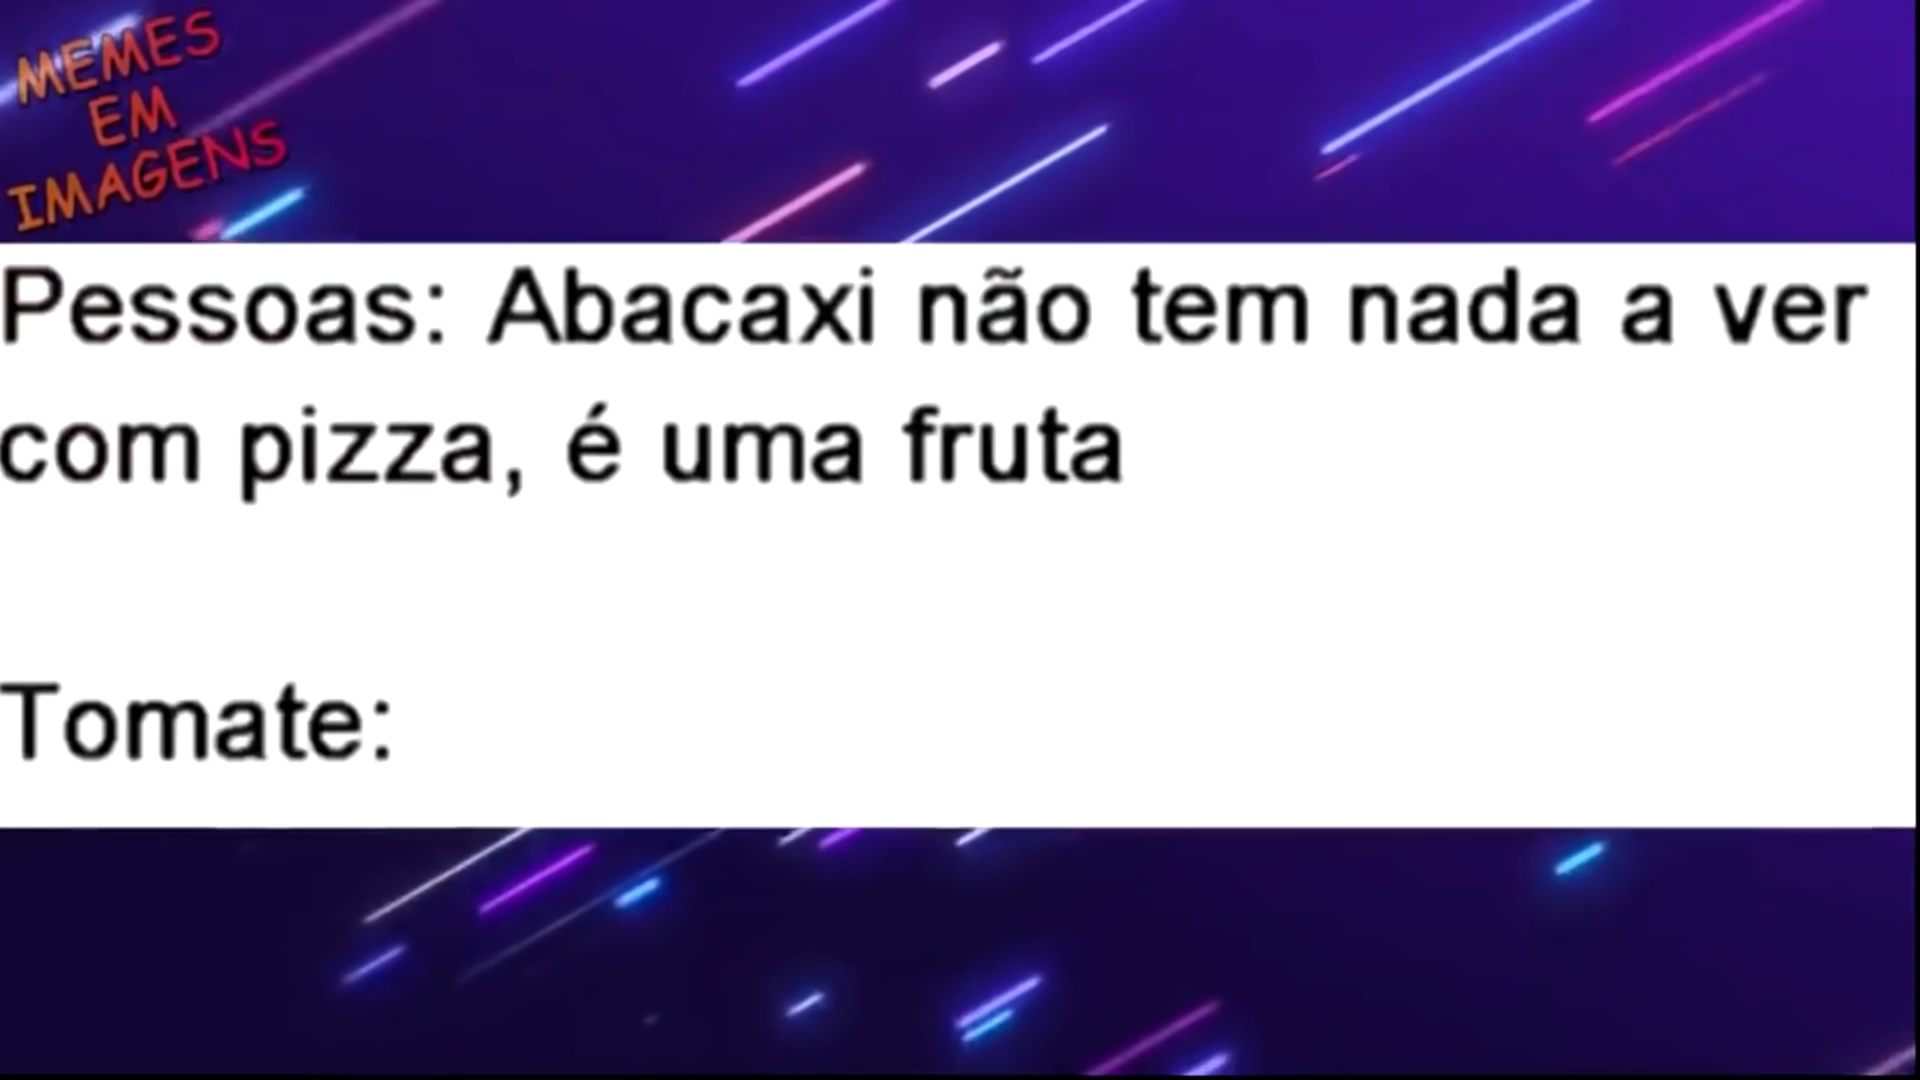 MEMES
EM
IMAGENS
Pessoas: Abacaxi não tem nada a ver
com pizza, é uma fruta
Tomate: